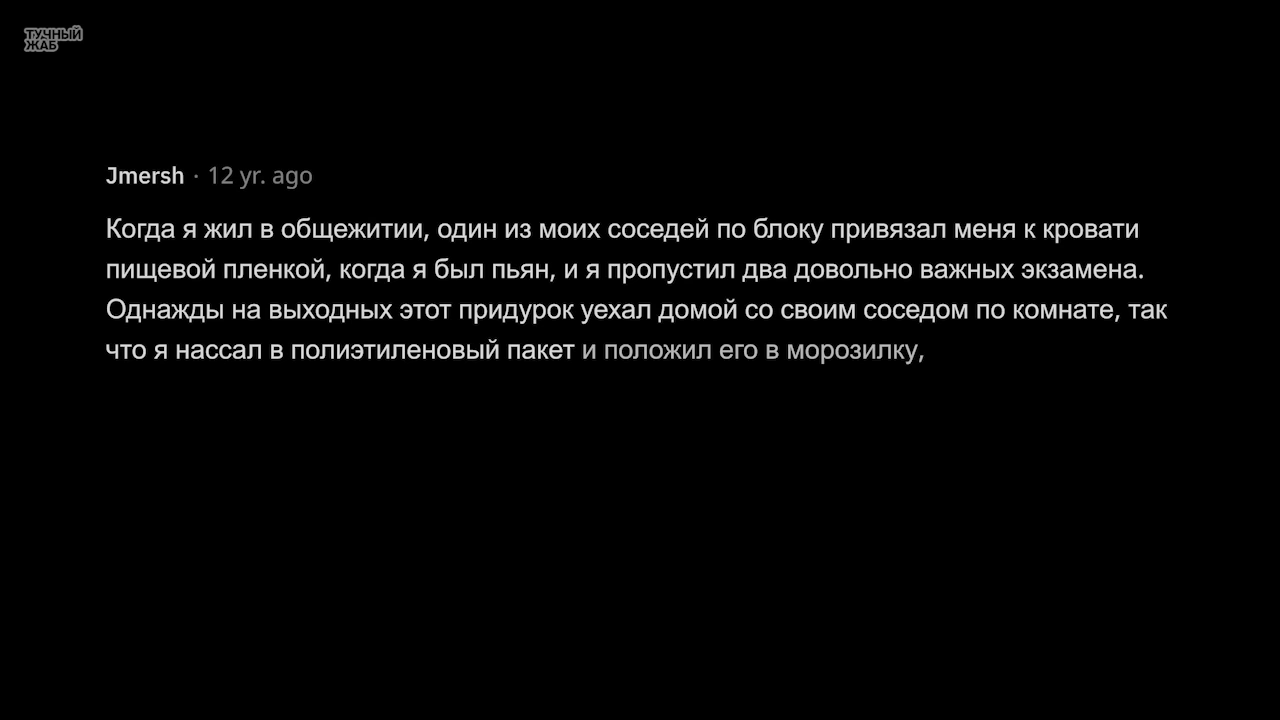 ТУЧНЫЙ
ЖАБ
Jmersh · 12 yr. ago
Когда я жил в общежитии, один из моих соседей по блоку привязал меня к кровати
пищевой пленкой, когда я был пьян, и я пропустил два довольно важных экзамена.
Однажды на выходных этот придурок уехал домой со своим соседом по комнате, так
что я нассал в полиэтиленовый пакет и положил его в морозилку,